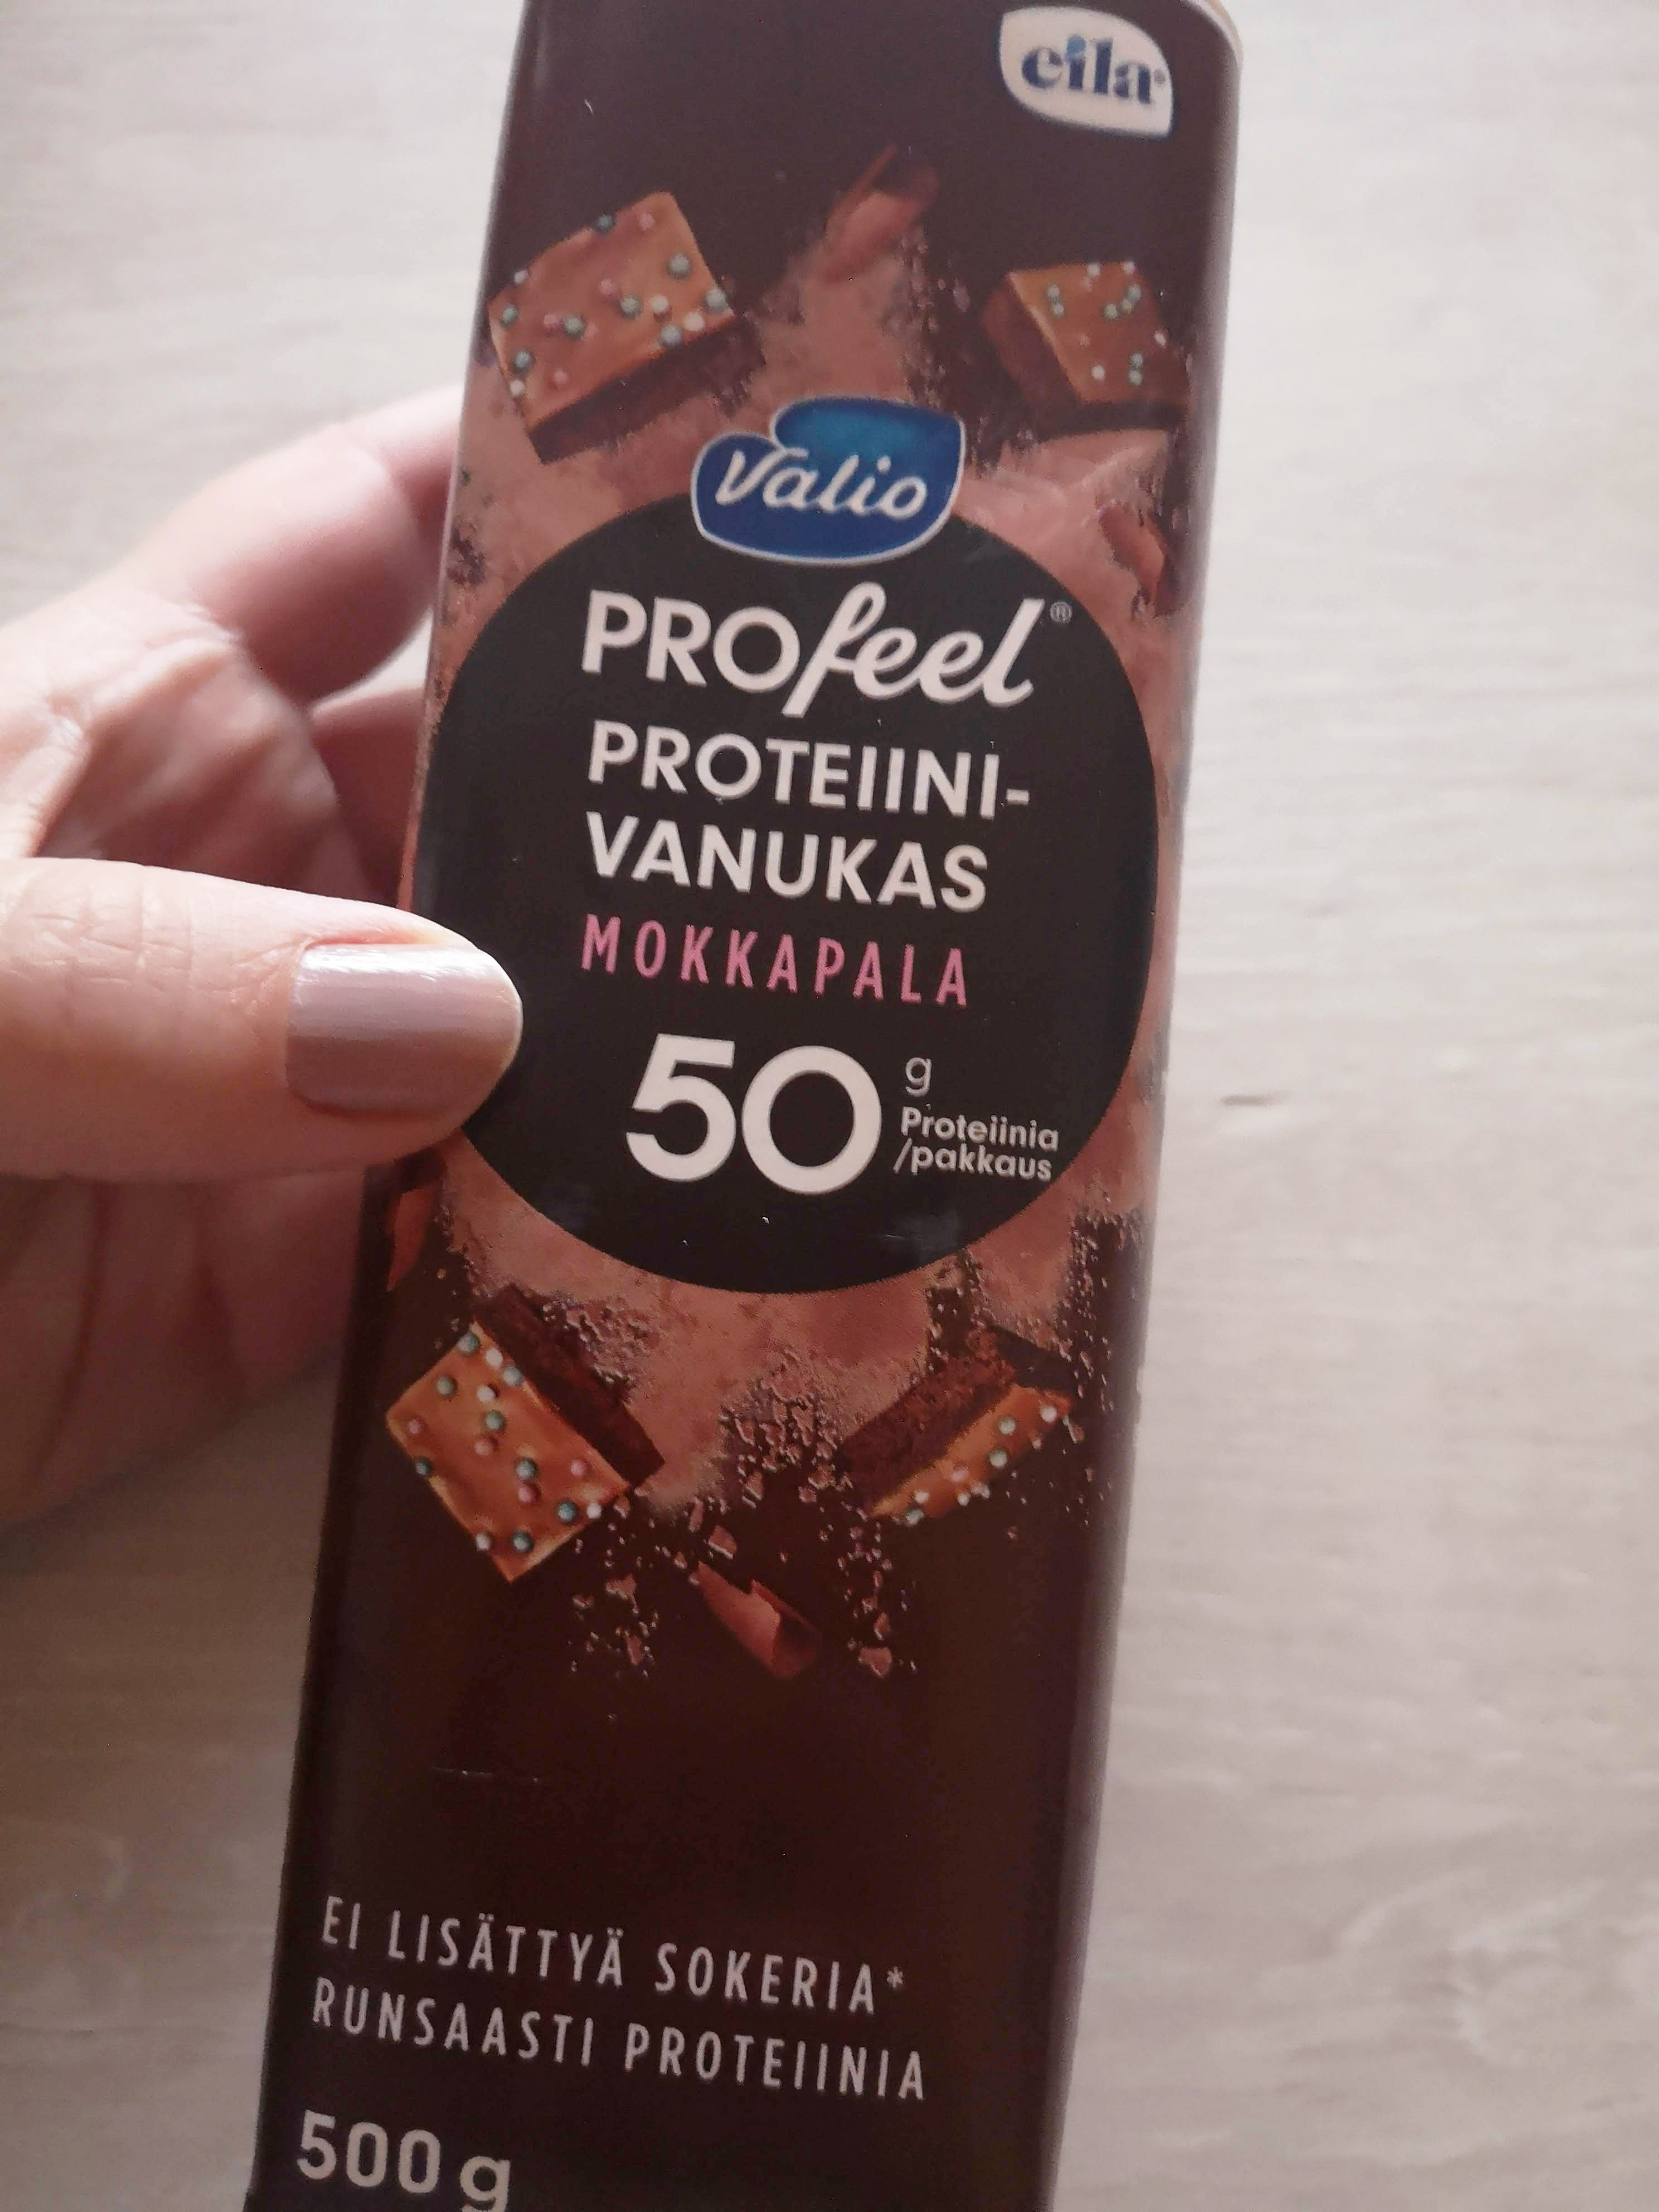 eila®
Valio
PROfeel®
PROTEIINI-
VANUKAS
MOKKAPALA
50 g
Proteiinia
/pakkaus
EI LISÄTTYÄ SOKERIA*
RUNSAASTI PROTEIINIA
500 g